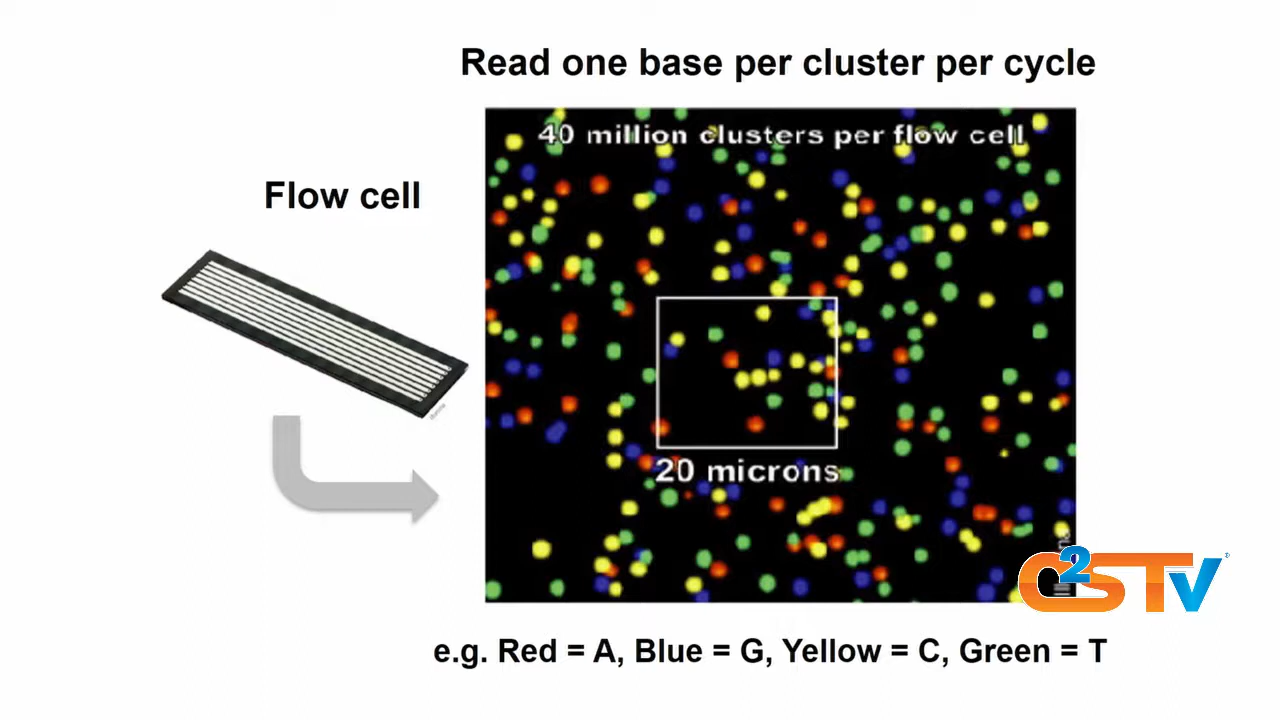 Read one base per cluster per cycle
40 million clusters per flow cell
Flow cell
20 microns
C2STV
e.g. Red = A, Blue = G, Yellow = C, Green = T